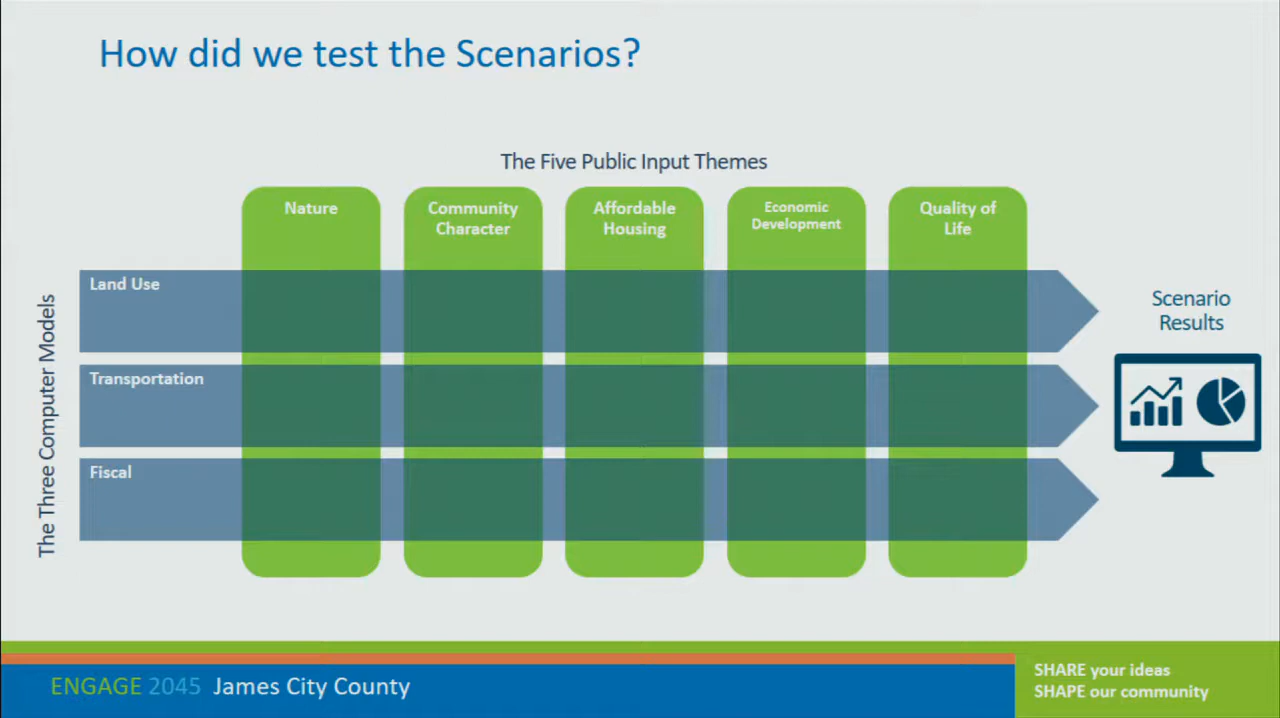 How did we test the Scenarios?
The Five Public Input Themes
Nature
Community
Character
Affordable
Housing
Economic
Development
Quality of
Life
The Three Computer Models
Land Use
Transportation
Fiscal
Scenario
Results
ENGAGE 2045 James City County
SHARE your ideas
SHAPE our community